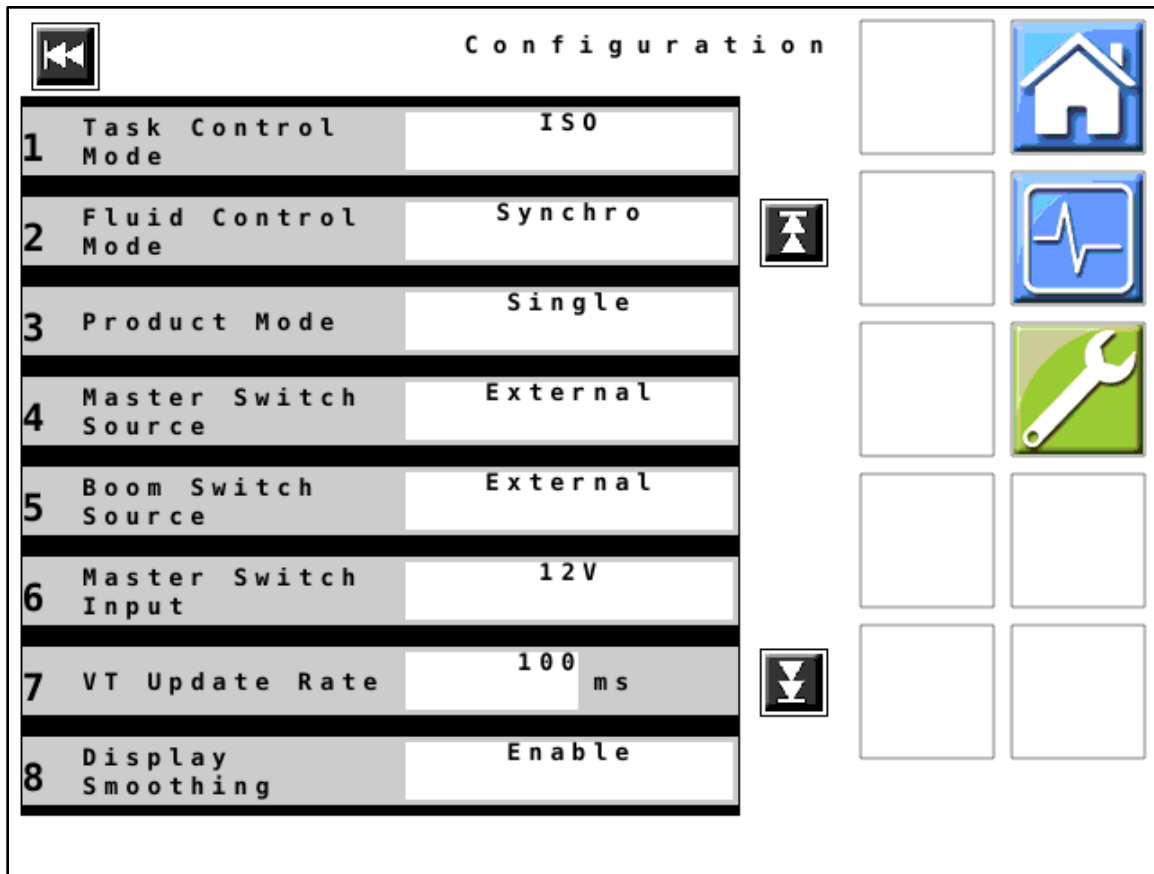 Configuration
1 Task Control Mode ISO
2 Fluid Control Mode Synchro
3 Product Mode Single
4 Master Switch Source External
5 Boom Switch Source External
6 Master Switch Input 12V
7 VT Update Rate 100 ms
8 Display Smoothing Enable